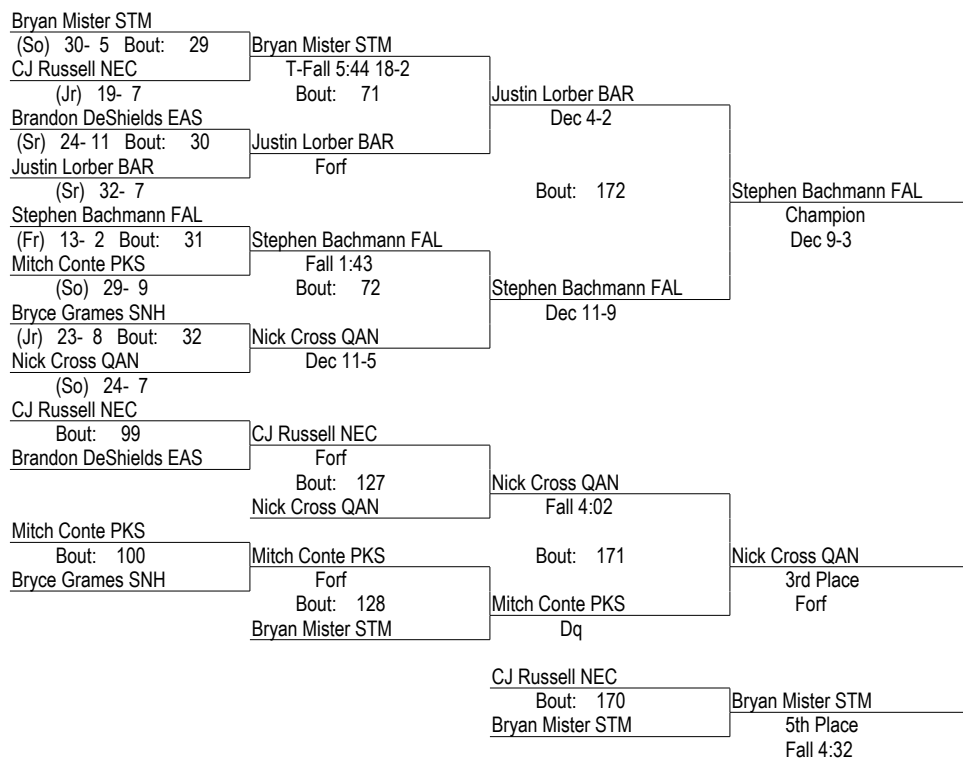 Bryan Mister STM
(So) 30- 5 Bout: 29 Bryan Mister STM
CJ Russell NEC T-Fall 5:44 18-2
(Jr) 19- 7 Bout: 71 Justin Lorber BAR
Brandon DeShields EAS Dec 4-2
(Sr) 24- 11 Bout: 30 Justin Lorber BAR
Justin Lorber BAR Forf
(Sr) 32- 7 Bout: 172 Stephen Bachmann FAL
Stephen Bachmann FAL Champion
(Fr) 13- 2 Bout: 31 Stephen Bachmann FAL Dec 9-3
Mitch Conte PKS Fall 1:43
(So) 29- 9 Bout: 72 Stephen Bachmann FAL
Bryce Grames SNH Dec 11-9
(Jr) 23- 8 Bout: 32 Nick Cross QAN
Nick Cross QAN Dec 11-5
(So) 24- 7
CJ Russell NEC
Bout: 99 CJ Russell NEC
Brandon DeShields EAS Forf
Bout: 127 Nick Cross QAN
Nick Cross QAN Fall 4:02
Mitch Conte PKS
Bout: 100 Mitch Conte PKS Bout: 171 Nick Cross QAN
Bryce Grames SNH Forf 3rd Place
Bout: 128 Mitch Conte PKS Forf
Bryan Mister STM Dq
CJ Russell NEC
Bout: 170 Bryan Mister STM
Bryan Mister STM 5th Place
Fall 4:32